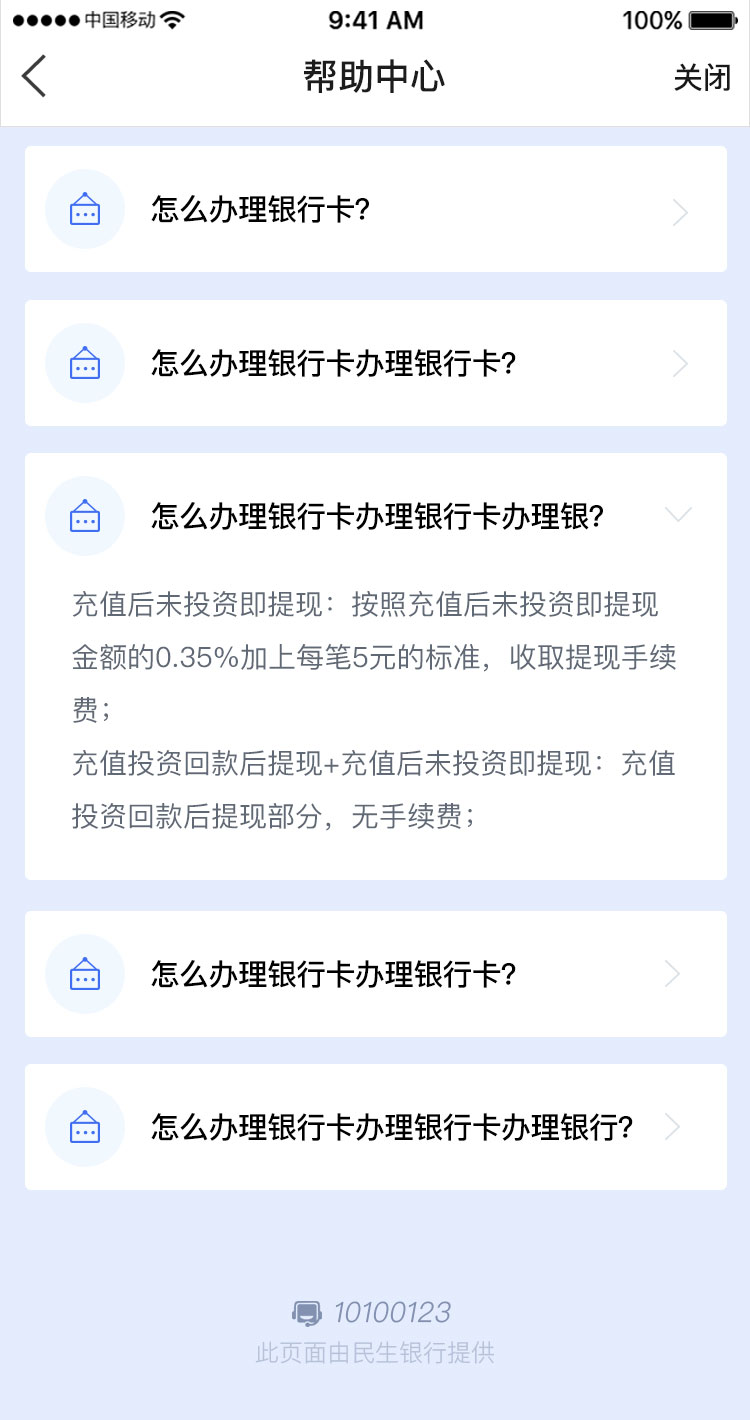 中国移动 9:41 AM 100%
帮助中心 关闭
怎么办理银行卡?
怎么办理银行卡办理银行卡?
怎么办理银行卡办理银行卡办理银?
充值后未投资即提现：按照充值后未投资即提现
金额的0.35%加上每笔5元的标准，收取提现手续
费；
充值投资回款后提现+充值后未投资即提现：充值
投资回款后提现部分，无手续费；
怎么办理银行卡办理银行卡?
怎么办理银行卡办理银行卡办理银行?
10100123
此页面由民生银行提供